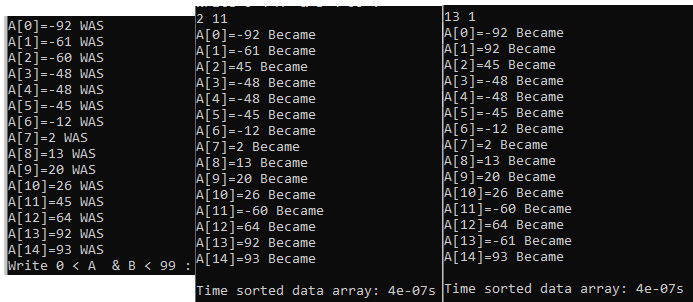 A[0]=-92 WAS
A[1]=-61 WAS
A[2]=-60 WAS
A[3]=-48 WAS
A[4]=-48 WAS
A[5]=-45 WAS
A[6]=-12 WAS
A[7]=2 WAS
A[8]=13 WAS
A[9]=20 WAS
A[10]=26 WAS
A[11]=45 WAS
A[12]=64 WAS
A[13]=92 WAS
A[14]=93 WAS
Write 0 < A  & B < 99 :
2 11
A[0]=-92 Became
A[1]=-61 Became
A[2]=45 Became
A[3]=-48 Became
A[4]=-48 Became
A[5]=-45 Became
A[6]=-12 Became
A[7]=2 Became
A[8]=13 Became
A[9]=20 Became
A[10]=26 Became
A[11]=-60 Became
A[12]=64 Became
A[13]=92 Became
A[14]=93 Became
Time sorted data array: 4e-07s
13 1
A[0]=-92 Became
A[1]=92 Became
A[2]=45 Became
A[3]=-48 Became
A[4]=-48 Became
A[5]=-45 Became
A[6]=-12 Became
A[7]=2 Became
A[8]=13 Became
A[9]=20 Became
A[10]=26 Became
A[11]=-60 Became
A[12]=64 Became
A[13]=-61 Became
A[14]=93 Became
Time sorted data array: 4e-07s